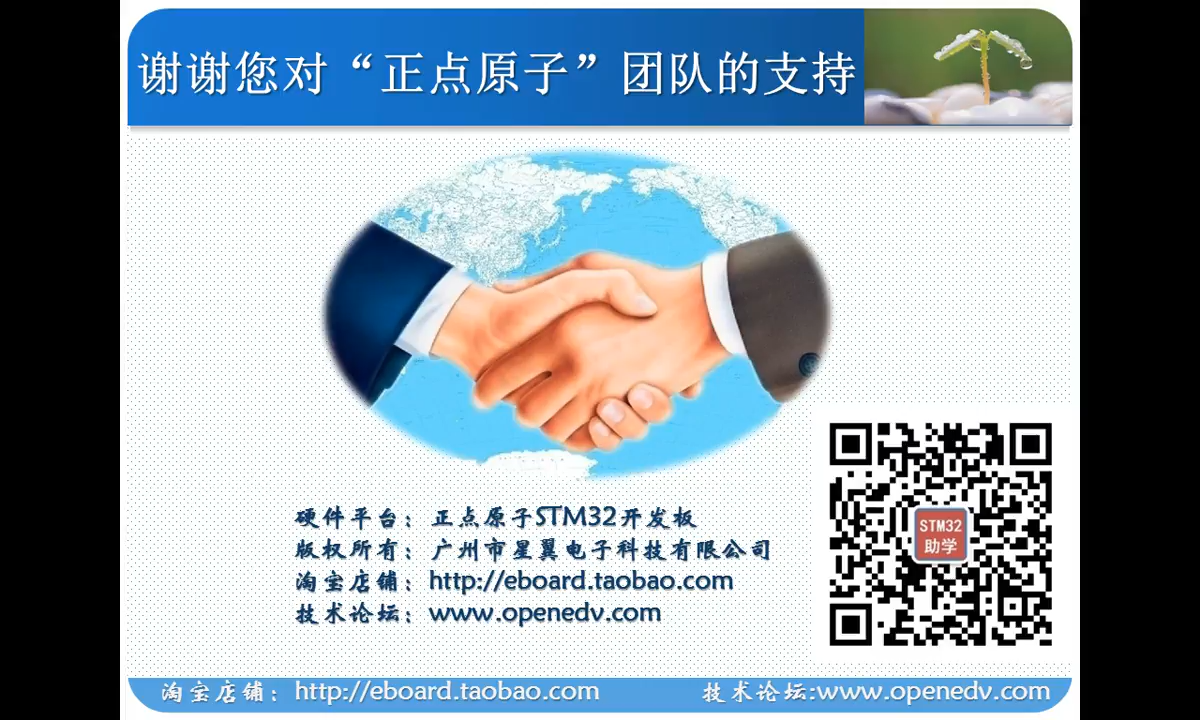 谢谢您对“正点原子”团队的支持
硬件平台：正点原子STM32开发板
版权所有：广州市星翼电子科技有限公司
淘宝店铺：http://eboard.taobao.com
技术论坛：www.openedv.com
STM32
助学
淘宝店铺：http://eboard.taobao.com
技术论坛:www.openedv.com